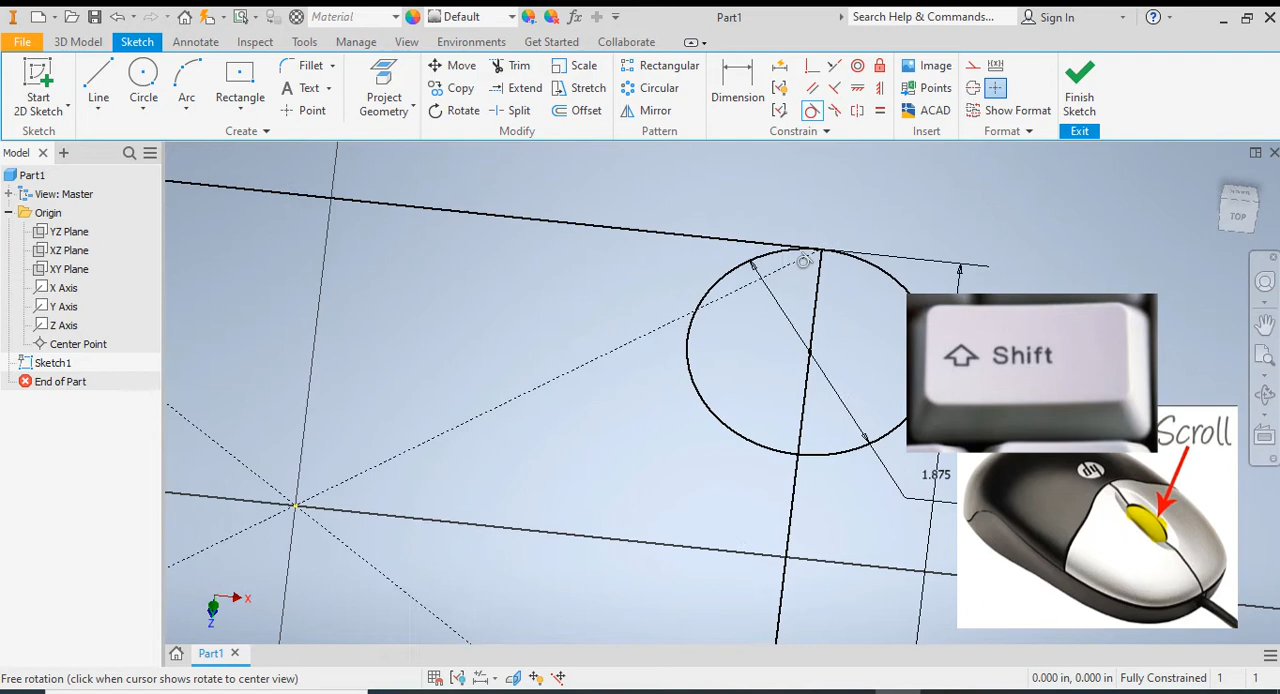 Material
Default
fx
Part1
Search Help & Commands...
Sign In
?
File
3D Model
Sketch
Annotate
Inspect
Tools
Manage
View
Environments
Get Started
Collaborate
Start
2D Sketch
Line
Circle
Arc
Rectangle
Fillet
Text
Point
Project
Geometry
Move
Copy
Rotate
Trim
Extend
Split
Scale
Stretch
Offset
Rectangular
Circular
Mirror
Dimension
Image
Points
ACAD
Show Format
Finish
Sketch
Sketch
Create
Modify
Pattern
Constrain
Insert
Format
Exit
Model
Part1
View: Master
Origin
YZ Plane
XZ Plane
XY Plane
X Axis
Y Axis
Z Axis
Center Point
Sketch1
End of Part
TOP
Shift
Scroll
hp
1.875
X
Z
Part1
Free rotation (click when cursor shows rotate to center view)
0.000 in, 0.000 in
Fully Constrained
1
1